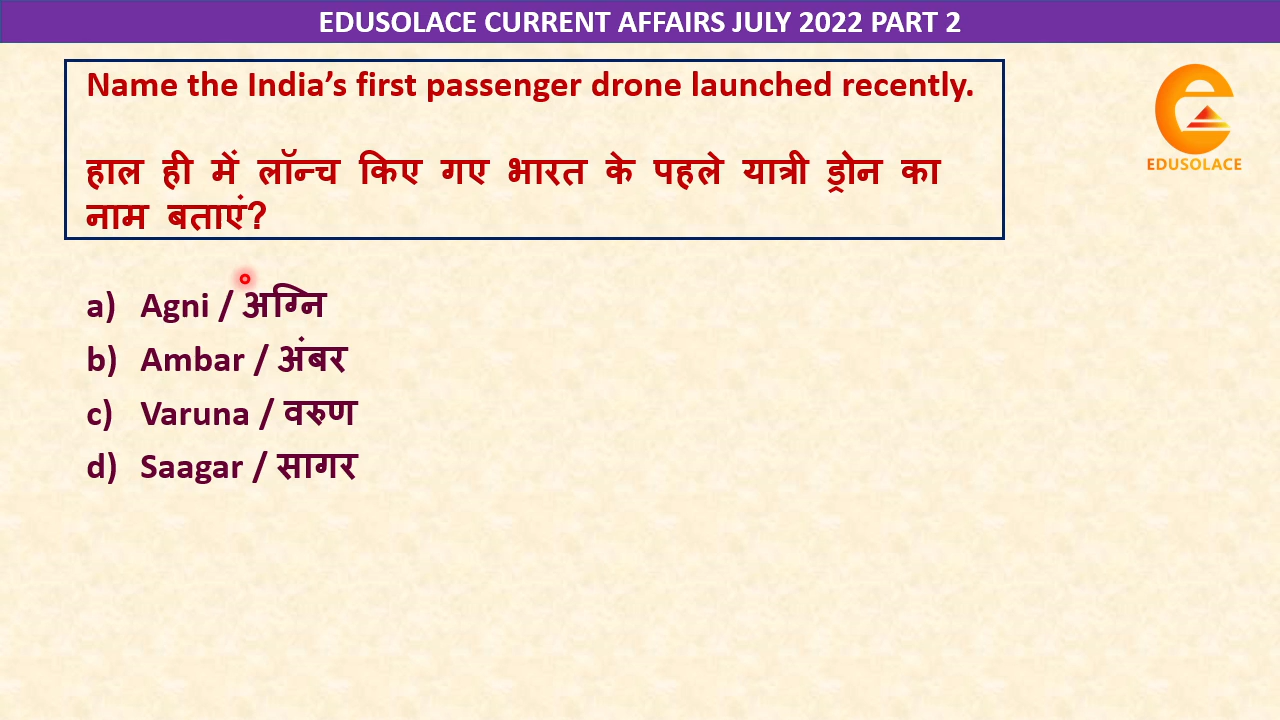 EDUSOLACE CURRENT AFFAIRS JULY 2022 PART 2
Name the India’s first passenger drone launched recently.
हाल ही में लॉन्च किए गए भारत के पहले यात्री ड्रोन का
नाम बताएं?
EDUSOLACE
a) Agni / अग्नि
b) Ambar / अंबर
c) Varuna / वरुण
d) Saagar / सागर